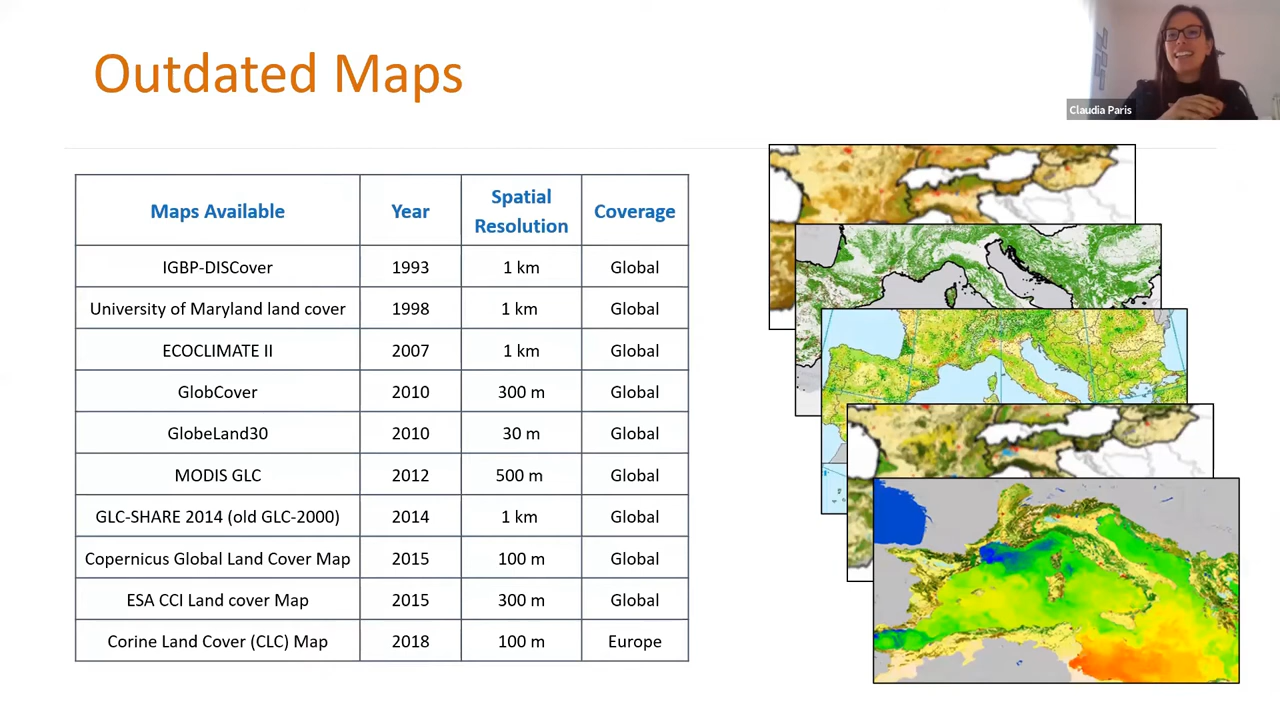 Outdated Maps
Claudia Paris
Maps Available Year Spatial Resolution Coverage
IGBP-DISCover 1993 1 km Global
University of Maryland land cover 1998 1 km Global
ECOCLIMATE II 2007 1 km Global
GlobCover 2010 300 m Global
GlobeLand30 2010 30 m Global
MODIS GLC 2012 500 m Global
GLC-SHARE 2014 (old GLC-2000) 2014 1 km Global
Copernicus Global Land Cover Map 2015 100 m Global
ESA CCI Land cover Map 2015 300 m Global
Corine Land Cover (CLC) Map 2018 100 m Europe